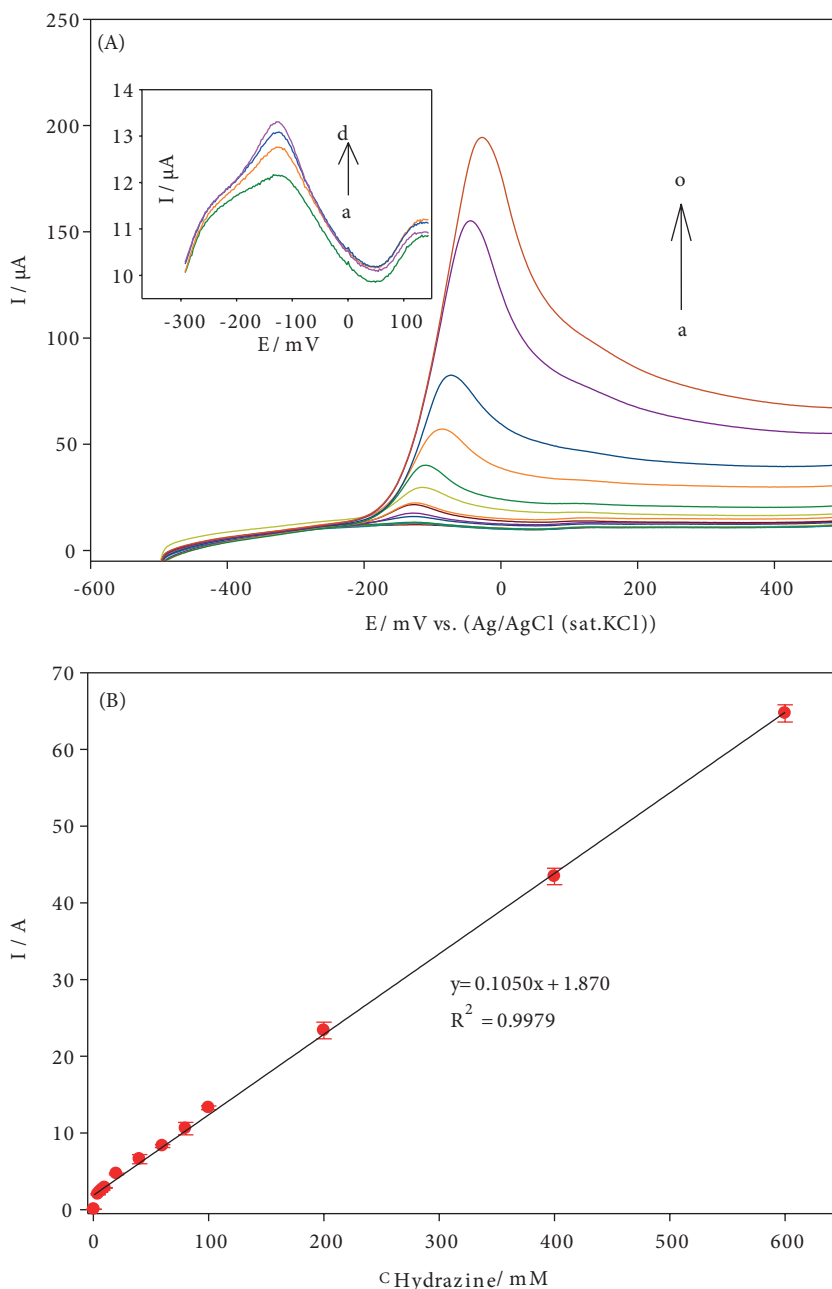 (A)
250
200
150
100
50
0
I / µA
-600
-400
-200
0
200
400
E / mV vs. (Ag/AgCl (sat.KCl))
o
a
14
13
12
11
10
I / µA
d
a
-300
-200
-100
0
100
E / mV
(B)
70
60
50
40
30
20
10
0
I / A
y= 0.1050x + 1.870
R² = 0.9979
0
100
200
300
400
500
600
C Hydrazine/ mM